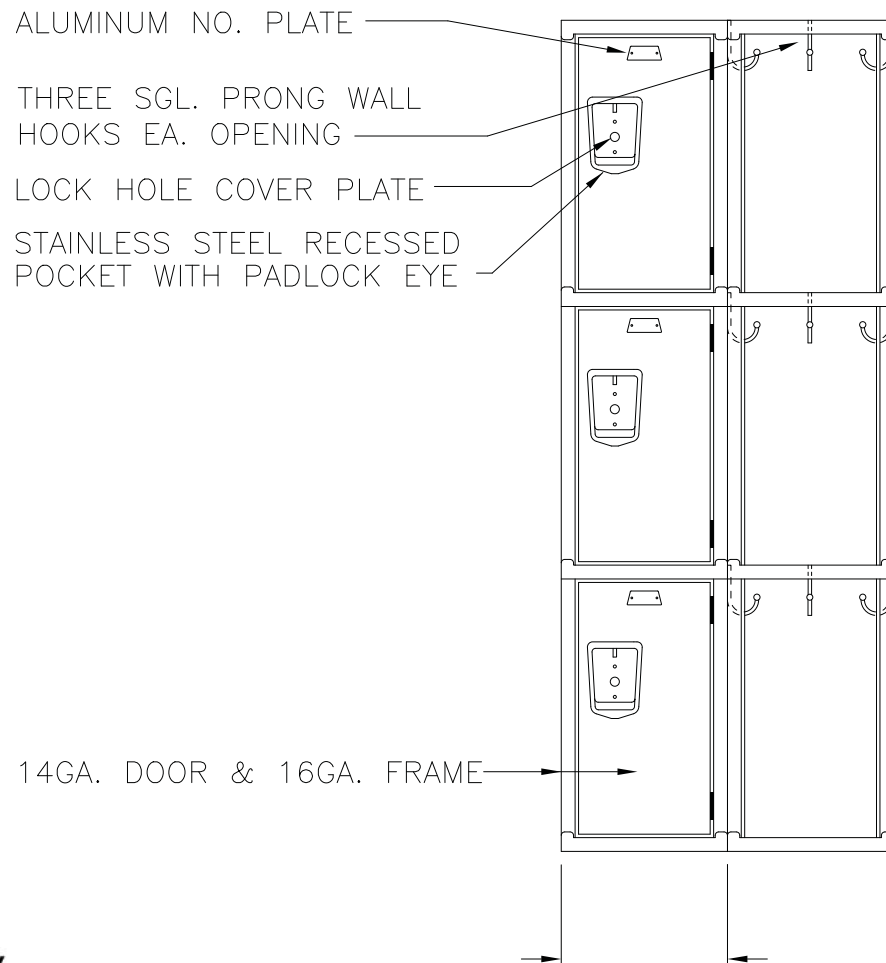 ALUMINUM NO. PLATE
THREE SGL. PRONG WALL
HOOKS EA. OPENING
LOCK HOLE COVER PLATE
STAINLESS STEEL RECESSED
POCKET WITH PADLOCK EYE
14GA. DOOR & 16GA. FRAME